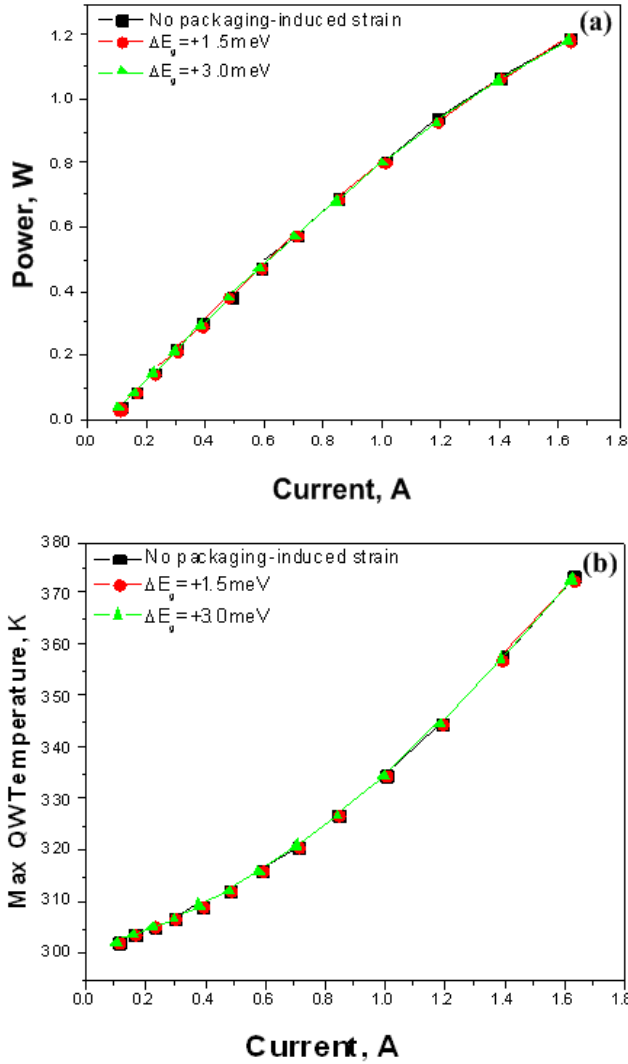 No packaging-induced strain
ΔEg=+1.5meV
ΔEg=+3.0meV
(a)
1.2
1.0
0.8
0.6
0.4
0.2
0.0
Power, W
0.0 0.2 0.4 0.6 0.8 1.0 1.2 1.4 1.6 1.8
Current, A
No packaging-induced strain
ΔEg=+1.5meV
ΔEg=+3.0meV
(b)
380
370
360
350
340
330
320
310
300
Max QWTemperature, K
0.0 0.2 0.4 0.6 0.8 1.0 1.2 1.4 1.6 1.8
Current, A